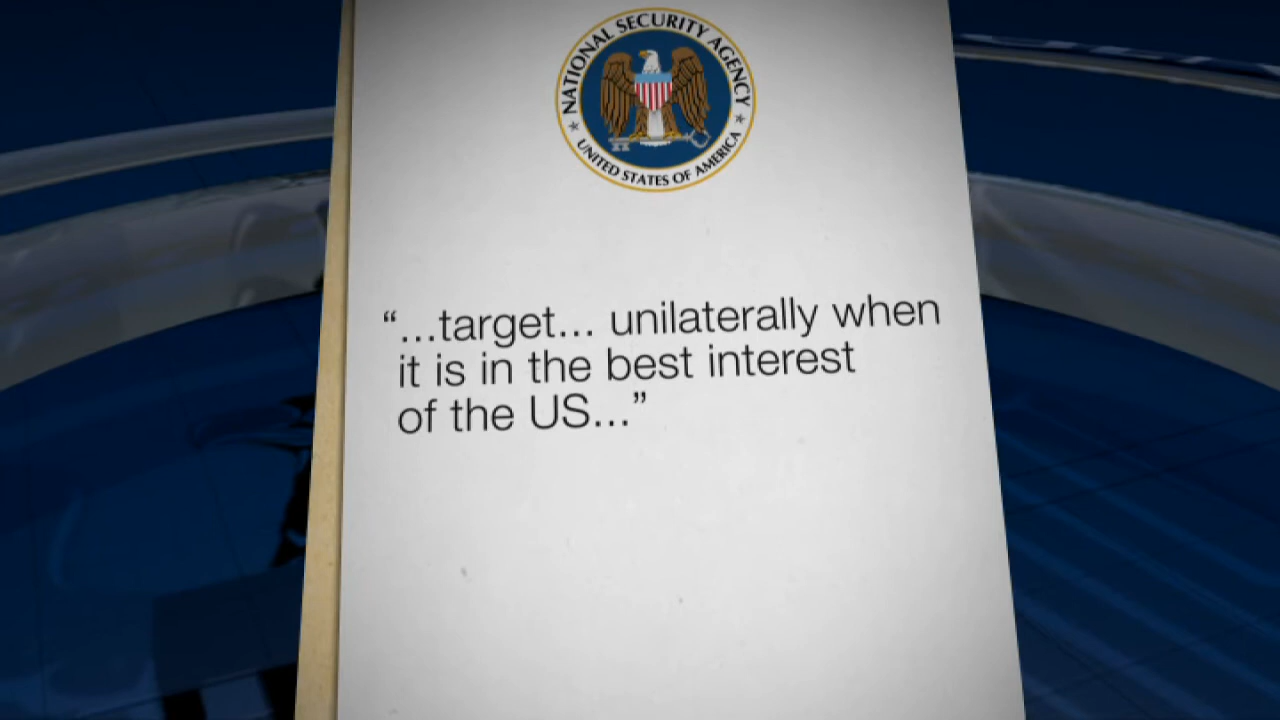 NATIONAL SECURITY AGENCY
UNITED STATES OF AMERICA
“...target... unilaterally when
it is in the best interest
of the US...”